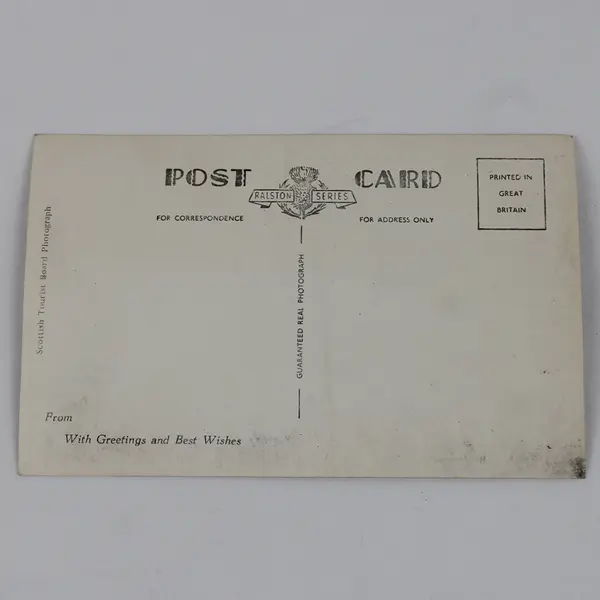 POST CARD
RALSTON SERIES
FOR CORRESPONDENCE
FOR ADDRESS ONLY
PRINTED IN
GREAT
BRITAIN
Scottish Tourist Board Photograph
GUARANTEED REAL PHOTOGRAPH
From
With Greetings and Best Wishes